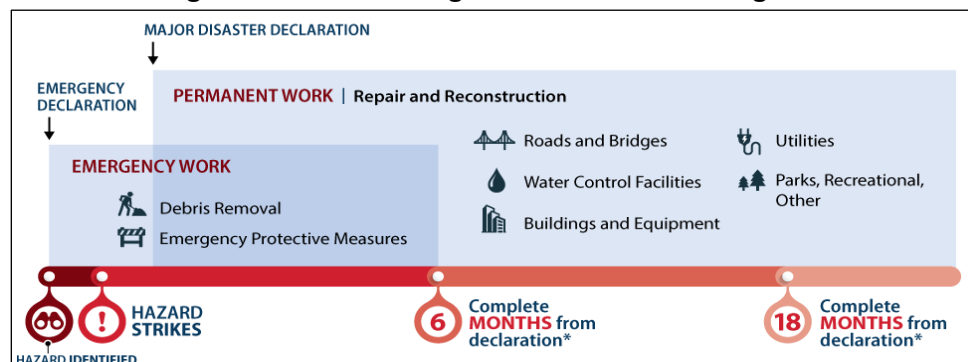 MAJOR DISASTER DECLARATION
EMERGENCY
DECLARATION
PERMANENT WORK | Repair and Reconstruction
Roads and Bridges
Utilities
Water Control Facilities
Parks, Recreational,
Other
Buildings and Equipment
EMERGENCY WORK
Debris Removal
Emergency Protective Measures
!
HAZARD
STRIKES
6
Complete
MONTHS from
declaration*
18
Complete
MONTHS from
declaration*
HAZARD IDENTIFIED